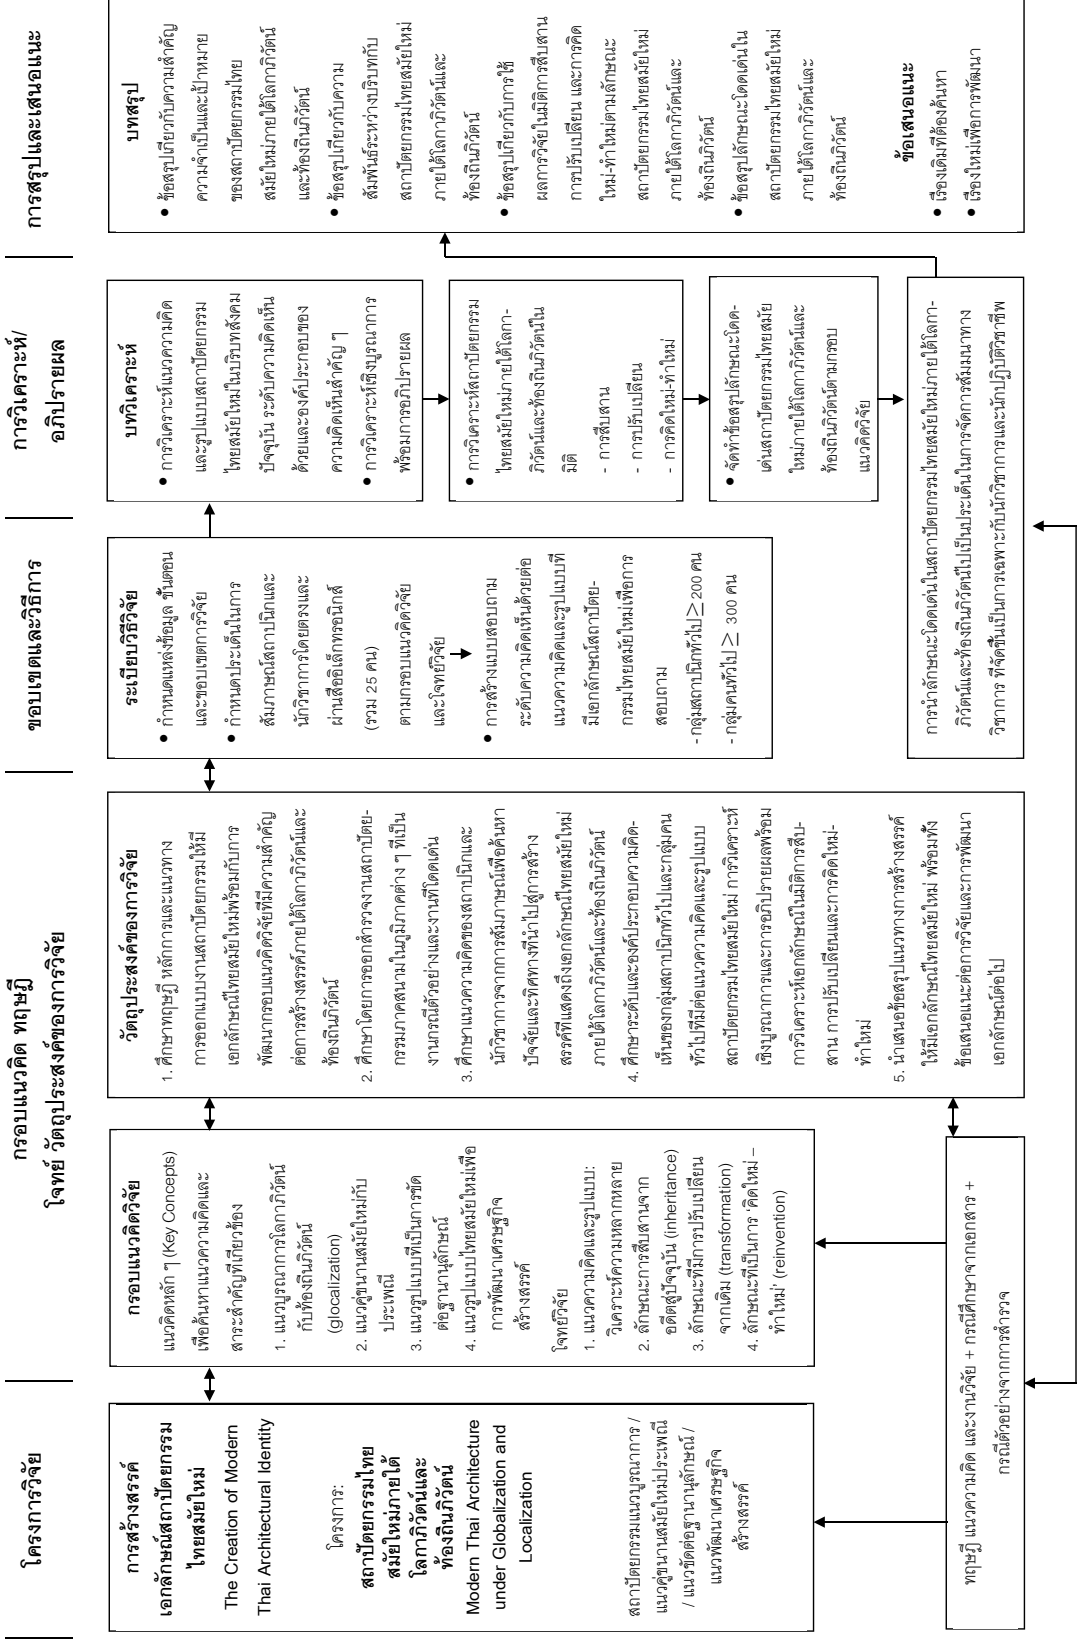 โครงการวิจัย
กรอบแนวคิด ทฤษฎี
โจทย์ วัตถุประสงค์ของการวิจัย
ขอบเขตและวิธีการ
การวิเคราะห์/
อภิปรายผล
การสรุปและเสนอแนะ
การสร้างสรรค์
เอกลักษณ์สถาปัตยกรรม
ไทยสมัยใหม่
The Creation of Modern
Thai Architectural Identity
โครงการ:
สถาปัตยกรรมไทย
สมัยใหม่ภายใต้
โลกาภิวัตน์และ
ท้องถิ่นภิวัตน์
Modern Thai Architecture
under Globalization and
Localization
สถาปัตยกรรมแนวบูรณาการ /
แนวคู่ขนานสมัยใหม่ประเพณี
/ แนวขัดต่อฐานานุลักษณ์ /
แนวพัฒนาเศรษฐกิจ
สร้างสรรค์
กรอบแนวคิดวิจัย
แนวคิดหลัก ๆ (Key Concepts)
เพื่อค้นหาแนวความคิดและ
สาระสำคัญที่เกี่ยวข้อง
1. แนวบูรณาการโลกาภิวัตน์
กับท้องถิ่นภิวัตน์
(glocalization)
2. แนวคู่ขนานสมัยใหม่กับ
ประเพณี
3. แนวรูปแบบที่เป็นการขัด
ต่อฐานานุลักษณ์
4. แนวรูปแบบไทยสมัยใหม่เพื่อ
การพัฒนาเศรษฐกิจ
สร้างสรรค์
โจทย์วิจัย
1. แนวความคิดและรูปแบบ:
วิเคราะห์ความหลากหลาย
2. ลักษณะการสืบสานจาก
อดีตสู่ปัจจุบัน (inheritance)
3. ลักษณะที่มีการปรับเปลี่ยน
จากเดิม (transformation)
4. ลักษณะที่เป็นการ ‘คิดใหม่ –
ทำใหม่’ (reinvention)
ทฤษฎี แนวความคิด และงานวิจัย + กรณีศึกษาจากเอกสาร +
กรณีตัวอย่างจากการสำรวจ
วัตถุประสงค์ของการวิจัย
1. ศึกษาทฤษฎี หลักการและแนวทาง
การออกแบบงานสถาปัตยกรรมให้มี
เอกลักษณ์ไทยสมัยใหม่พร้อมกับการ
พัฒนากรอบแนวคิดวิจัยที่มีความสำคัญ
ต่อการสร้างสรรค์ภายใต้โลกาภิวัตน์และ
ท้องถิ่นภิวัตน์
2. ศึกษาโดยการออกสำรวจงานสถาปัตย-
กรรมภาคสนามในภูมิภาคต่าง ๆ ที่เป็น
งานกรณีตัวอย่างและงานที่โดดเด่น
3. ศึกษาแนวความคิดของสถาปนิกและ
นักวิชาการจากการสัมภาษณ์เพื่อค้นหา
ปัจจัยและทิศทางที่นำไปสู่การสร้าง
สรรค์ที่แสดงถึงเอกลักษณ์ไทยสมัยใหม่
ภายใต้โลกาภิวัตน์และท้องถิ่นภิวัตน์
4. ศึกษาระดับและองค์ประกอบความคิด-
เห็นของกลุ่มสถาปนิกทั่วไปและกลุ่มคน
ทั่วไปที่มีต่อแนวความคิดและรูปแบบ
สถาปัตยกรรมไทยสมัยใหม่ การวิเคราะห์
เชิงบูรณาการและการอภิปรายผลพร้อม
การวิเคราะห์เอกลักษณ์ในมิติการสืบ-
สาน การปรับเปลี่ยนและการคิดใหม่-
ทำใหม่
5. นำเสนอข้อสรุปแนวทางการสร้างสรรค์
ให้มีเอกลักษณ์ไทยสมัยใหม่ พร้อมทั้ง
ข้อเสนอแนะต่อการวิจัยและการพัฒนา
เอกลักษณ์ต่อไป
ระเบียบวิธีวิจัย
● กำหนดแหล่งข้อมูล ขั้นตอน
และขอบเขตการวิจัย
● กำหนดประเด็นในการ
สัมภาษณ์สถาปนิกและ
นักวิชาการโดยตรงและ
ผ่านสื่ออิเล็กทรอนิกส์
(รวม 25 คน)
ตามกรอบแนวคิดวิจัย
และโจทย์วิจัย
● การสร้างแบบสอบถาม
ระดับความคิดเห็นด้วยต่อ
แนวความคิดและรูปแบบที่
มีเอกลักษณ์สถาปัตย-
กรรมไทยสมัยใหม่เพื่อการ
สอบถาม
- กลุ่มสถาปนิกทั่วไป ≥ 200 คน
- กลุ่มคนทั่วไป ≥ 300 คน
บทวิเคราะห์
● การวิเคราะห์แนวความคิด
และรูปแบบสถาปัตยกรรม
ไทยสมัยใหม่ในบริบทสังคม
ปัจจุบัน ระดับความคิดเห็น
ด้วยและองค์ประกอบของ
ความคิดเห็นสำคัญ ๆ
● การวิเคราะห์เชิงบูรณาการ
พร้อมการอภิปรายผล
● การวิเคราะห์สถาปัตยกรรม
ไทยสมัยใหม่ภายใต้โลกา-
ภิวัตน์และท้องถิ่นภิวัตน์ใน
มิติ
- การสืบสาน
- การปรับเปลี่ยน
- การคิดใหม่-ทำใหม่
● จัดทำข้อสรุปลักษณะโดด-
เด่นสถาปัตยกรรมไทยสมัย
ใหม่ภายใต้โลกาภิวัตน์และ
ท้องถิ่นภิวัตน์ตามกรอบ
แนวคิดวิจัย
การนำลักษณะโดดเด่นในสถาปัตยกรรมไทยสมัยใหม่ภายใต้โลกา-
ภิวัตน์และท้องถิ่นภิวัตน์ไปเป็นประเด็นในการจัดการสัมมนาทาง
วิชาการ ที่จัดขึ้นเป็นการเฉพาะกับนักวิชาการและนักปฏิบัติวิชาชีพ
บทสรุป
● ข้อสรุปเกี่ยวกับความสำคัญ
ความจำเป็นและเป้าหมาย
ของสถาปัตยกรรมไทย
สมัยใหม่ภายใต้โลกาภิวัตน์
และท้องถิ่นภิวัตน์
● ข้อสรุปเกี่ยวกับความ
สัมพันธ์ระหว่างบริบทกับ
สถาปัตยกรรมไทยสมัยใหม่
ภายใต้โลกาภิวัตน์และ
ท้องถิ่นภิวัตน์
● ข้อสรุปเกี่ยวกับการใช้
ผลการวิจัยในมิติการสืบสาน
การปรับเปลี่ยน และการคิด
ใหม่-ทำใหม่ตามลักษณะ
สถาปัตยกรรมไทยสมัยใหม่
ภายใต้โลกาภิวัตน์และ
ท้องถิ่นภิวัตน์
● ข้อสรุปลักษณะโดดเด่นใน
สถาปัตยกรรมไทยสมัยใหม่
ภายใต้โลกาภิวัตน์และ
ท้องถิ่นภิวัตน์
ข้อเสนอแนะ
● เรื่องเดิมที่ต้องค้นหา
● เรื่องใหม่เพื่อการพัฒนา